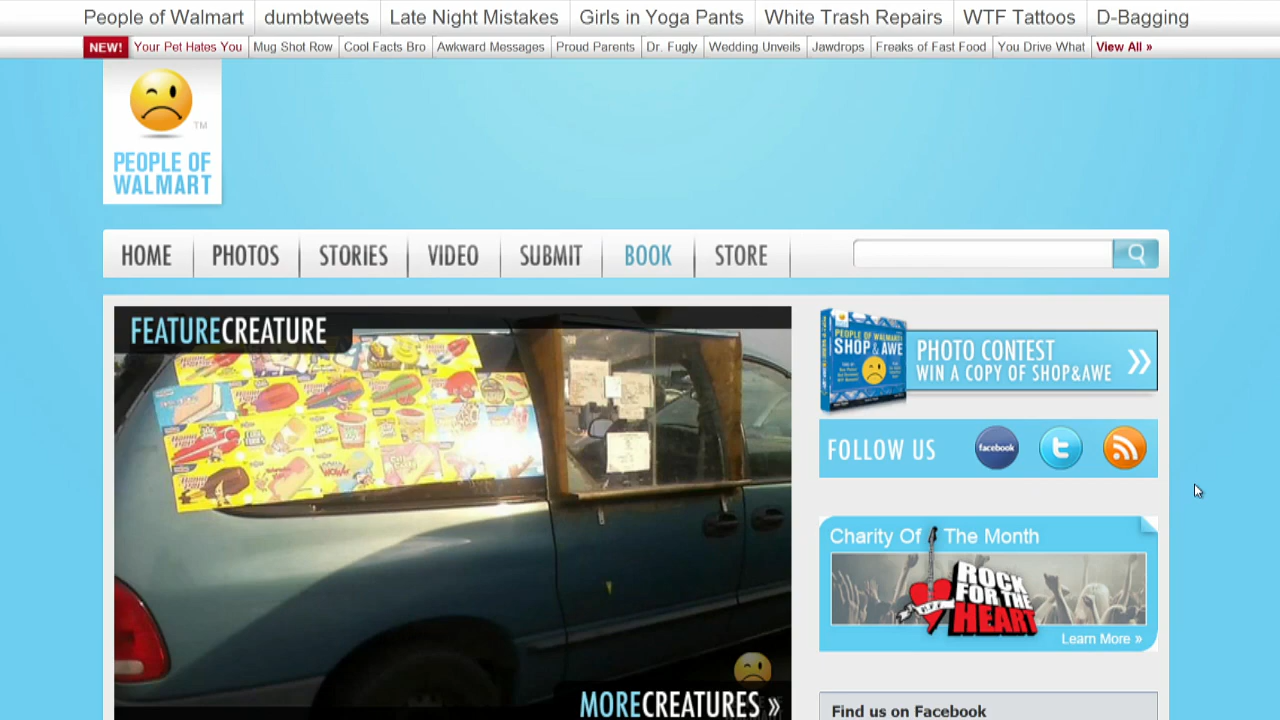 People of Walmart dumbtweets Late Night Mistakes Girls in Yoga Pants White Trash Repairs WTF Tattoos D-Bagging
NEW! Your Pet Hates You Mug Shot Row Cool Facts Bro Awkward Messages Proud Parents Dr. Fugly Wedding Unveils Jawdrops Freaks of Fast Food You Drive What View All »
TM
PEOPLE OF
WALMART
HOME PHOTOS STORIES VIDEO SUBMIT BOOK STORE
FEATURECREATURE
PEOPLE OF WALMART'S
SHOP & AWE
PHOTO CONTEST
WIN A COPY OF SHOP&AWE
FOLLOW US facebook
Charity Of The Month
ROCK
FOR THE
HEART
Learn More »
MORECREATURES »
Find us on Facebook